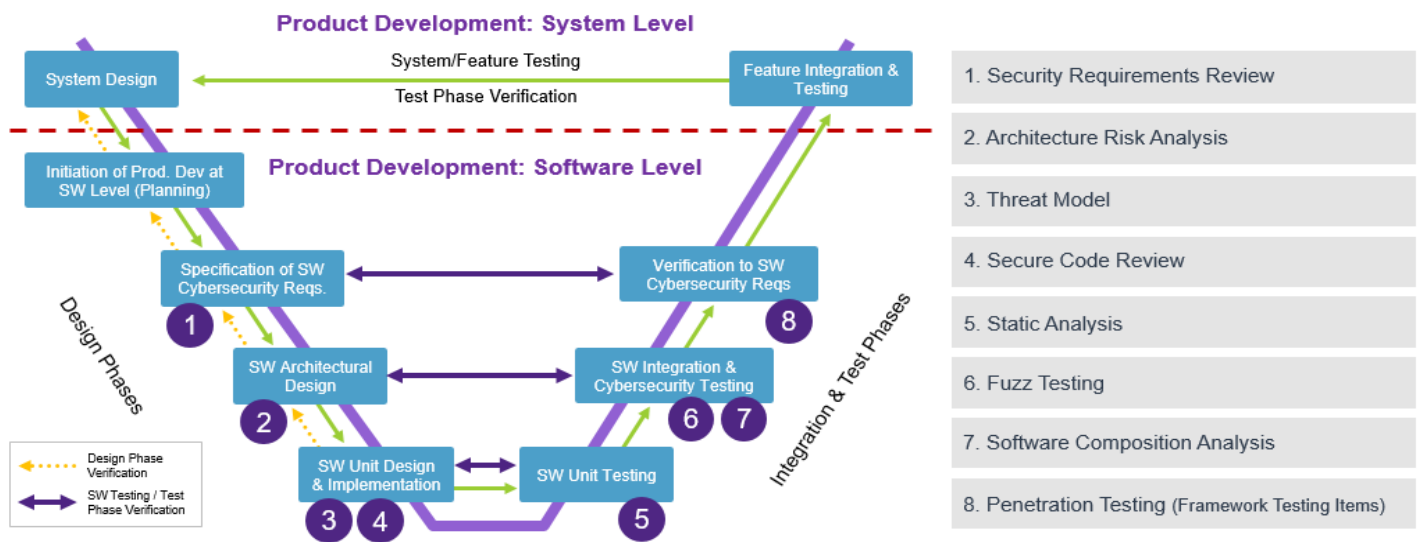 Product Development: System Level
System Design
System/Feature Testing
Test Phase Verification
Feature Integration &
Testing
Product Development: Software Level
Initiation of Prod. Dev at
SW Level (Planning)
Specification of SW
Cybersecurity Reqs.
1
Verification to SW
Cybersecurity Reqs
8
SW Architectural
Design
2
SW Integration &
Cybersecurity Testing
6
7
SW Unit Design
& Implementation
3
4
SW Unit Testing
5
Design Phases
Integration & Test Phases
Design Phase
Verification
SW Testing / Test
Phase Verification
1. Security Requirements Review
2. Architecture Risk Analysis
3. Threat Model
4. Secure Code Review
5. Static Analysis
6. Fuzz Testing
7. Software Composition Analysis
8. Penetration Testing (Framework Testing Items)